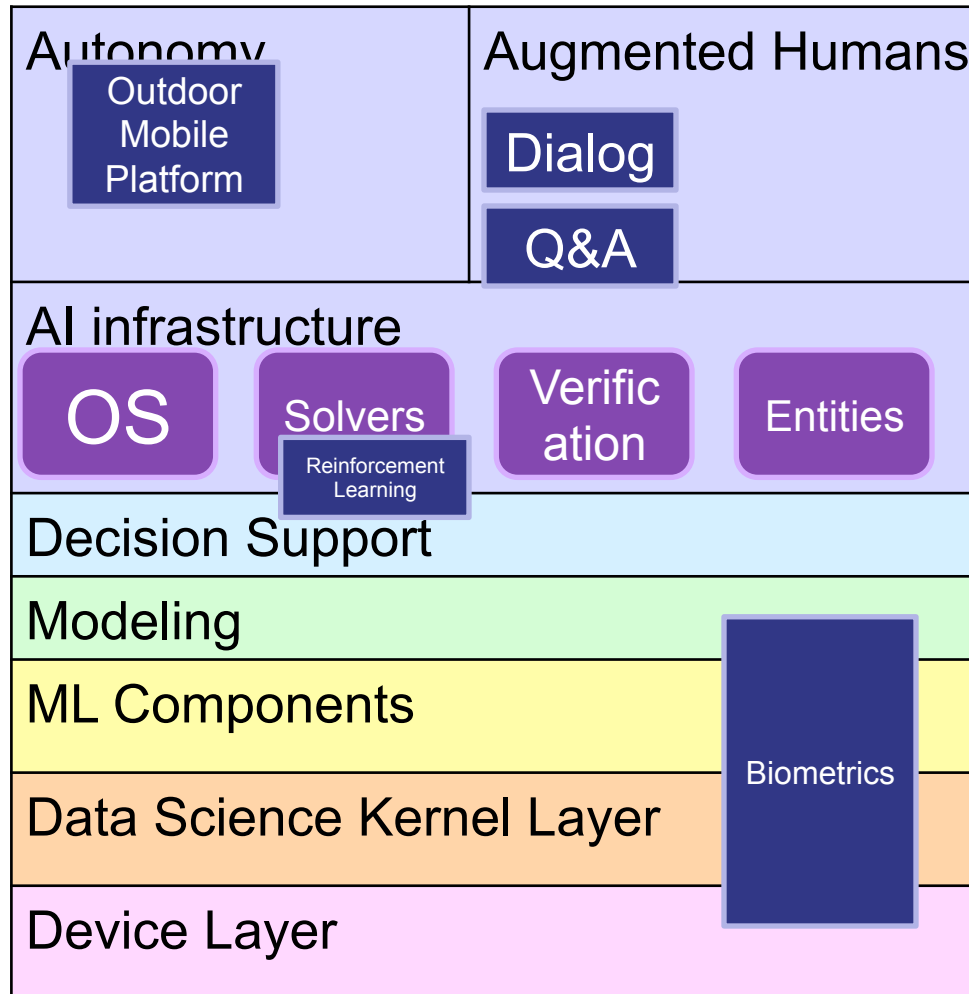 Autonomy
Outdoor
Mobile
Platform
Augmented Humans
Dialog
Q&A
AI infrastructure
OS
Solvers
Verific
ation
Entities
Reinforcement
Learning
Decision Support
Modeling
ML Components
Biometrics
Data Science Kernel Layer
Device Layer